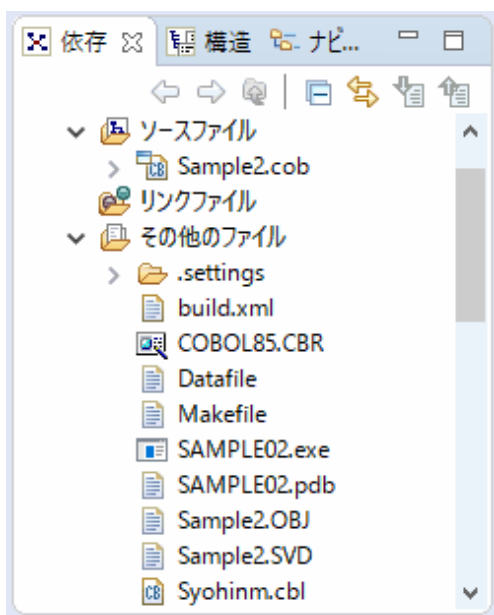 依存 構造 ナビ...
ソースファイル
Sample2.cob
リンクファイル
その他のファイル
.settings
build.xml
COBOL85.CBR
Datafile
Makefile
SAMPLE02.exe
SAMPLE02.pdb
Sample2.OBJ
Sample2.SVD
Syohinm.cbl